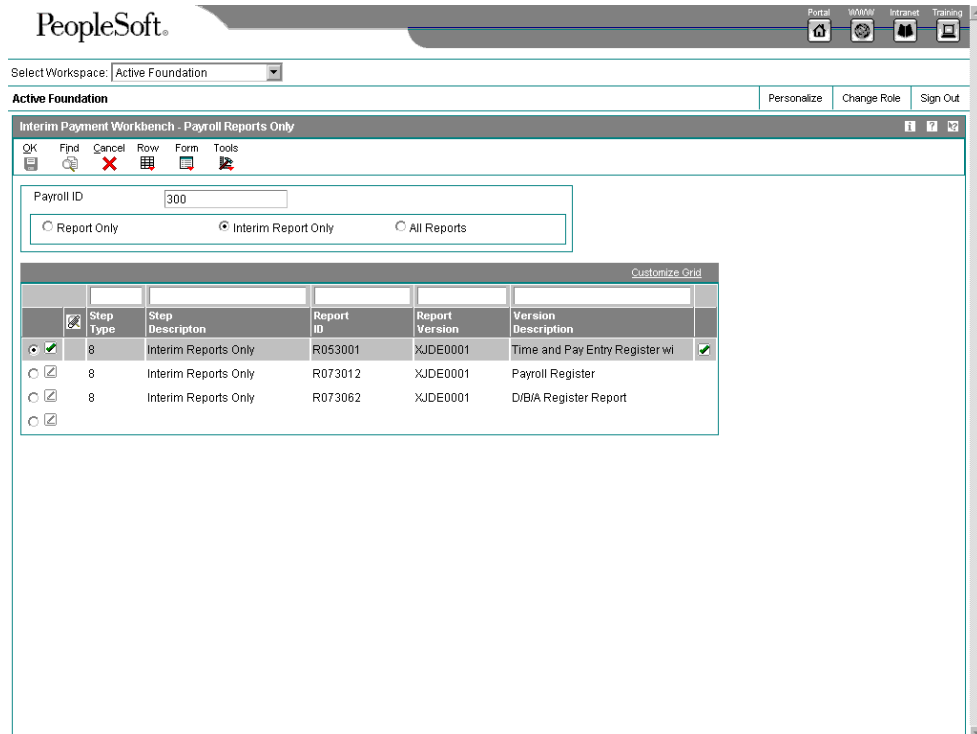 PeopleSoft®
Portal WWW Intranet Training
Select Workspace: Active Foundation
Active Foundation Personalize Change Role Sign Out
Interim Payment Workbench - Payroll Reports Only i ? ?
OK Find Cancel Row Form Tools
Payroll ID 300
Report Only Interim Report Only All Reports
Customize Grid
Step Type Step Descripton Report ID Report Version Version Description
8 Interim Reports Only R053001 XJDE0001 Time and Pay Entry Register wi
8 Interim Reports Only R073012 XJDE0001 Payroll Register
8 Interim Reports Only R073062 XJDE0001 D/B/A Register Report